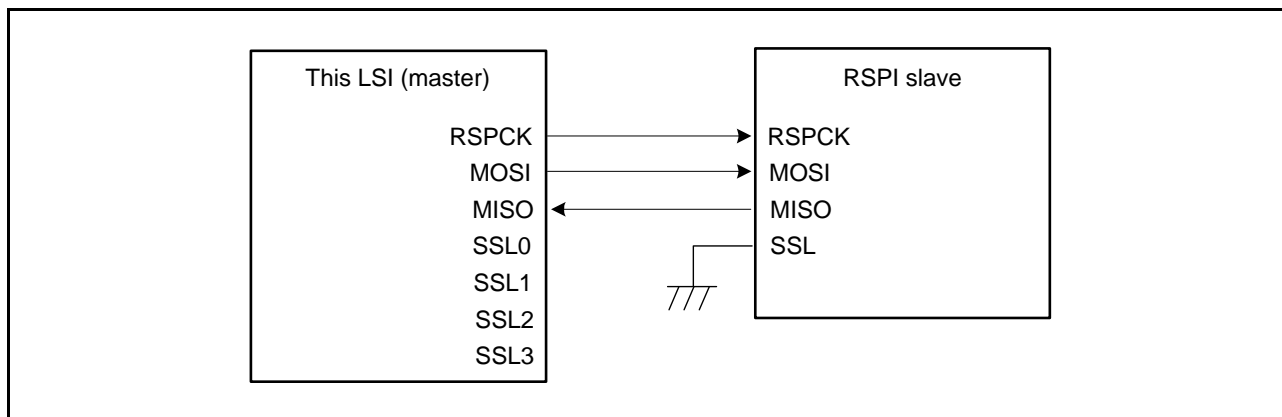 This LSI (master)
RSPCK
MOSI
MISO
SSL0
SSL1
SSL2
SSL3
RSPI slave
RSPCK
MOSI
MISO
SSL